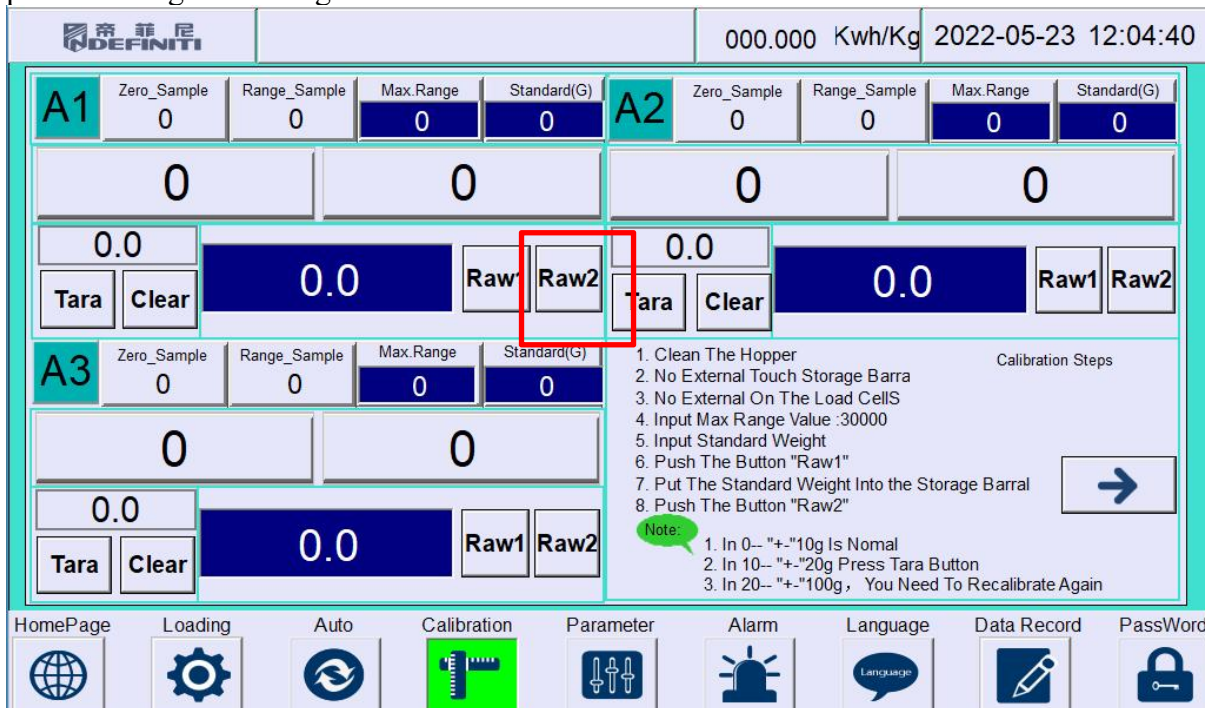 帝菲尼
DEFINITI
000.000 Kwh/Kg 2022-05-23 12:04:40
A1 Zero_Sample Range_Sample Max.Range Standard(G)
0 0 0 0
0 0
0.0
Tara Clear 0.0 Raw1 Raw2
A2 Zero_Sample Range_Sample Max.Range Standard(G)
0 0 0 0
0 0
0.0
Tara Clear 0.0 Raw1 Raw2
A3 Zero_Sample Range_Sample Max.Range Standard(G)
0 0 0 0
0 0
0.0
Tara Clear 0.0 Raw1 Raw2
Calibration Steps
1. Clean The Hopper
2. No External Touch Storage Barra
3. No External On The Load CellS
4. Input Max Range Value :30000
5. Input Standard Weight
6. Push The Button "Raw1"
7. Put The Standard Weight Into the Storage Barral
8. Push The Button "Raw2"
Note:
1. In 0-- "+-"10g Is Nomal
2. In 10-- "+-"20g Press Tara Button
3. In 20-- "+-"100g，You Need To Recalibrate Again
HomePage Loading Auto Calibration Parameter Alarm Language Data Record PassWord
Language